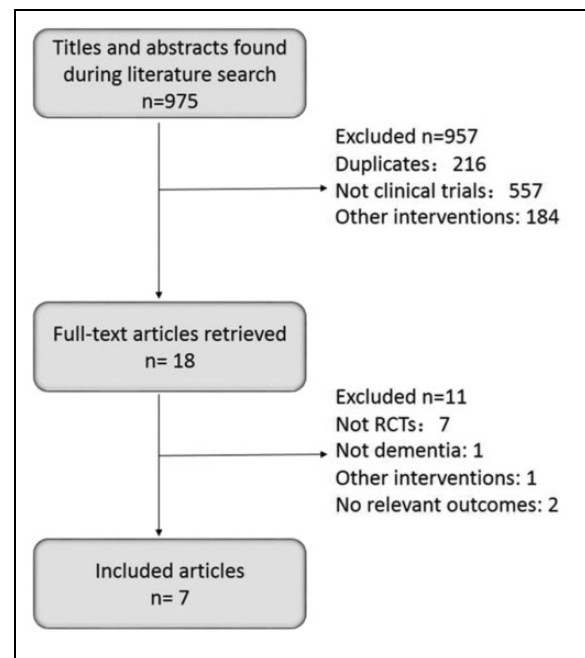 Titles and abstracts found
during literature search
n=975
Excluded n=957
Duplicates： 216
Not clinical trials： 557
Other interventions: 184
Full-text articles retrieved
n= 18
Excluded n=11
Not RCTs： 7
Not dementia: 1
Other interventions: 1
No relevant outcomes: 2
Included articles
n= 7